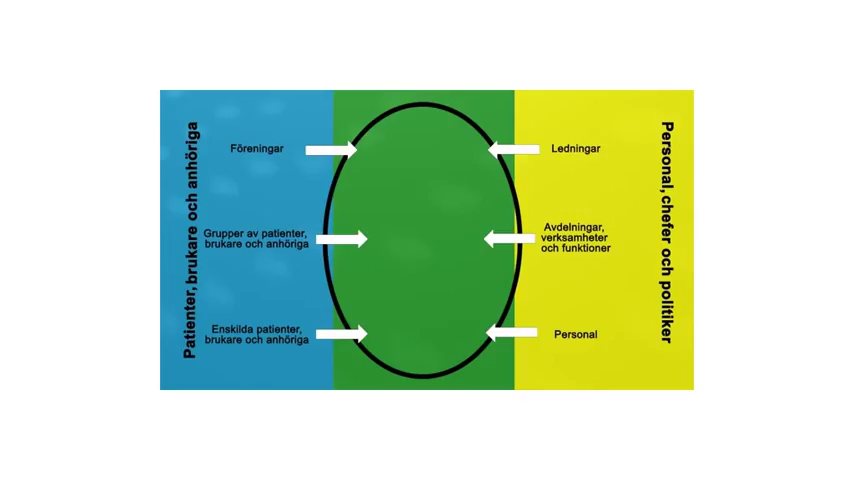 Patienter, brukare och anhöriga
Föreningar
Grupper av patienter,
brukare och anhöriga
Enskilda patienter,
brukare och anhöriga
Ledningar
Avdelningar,
verksamheter
och funktioner
Personal
Personal, chefer och politiker